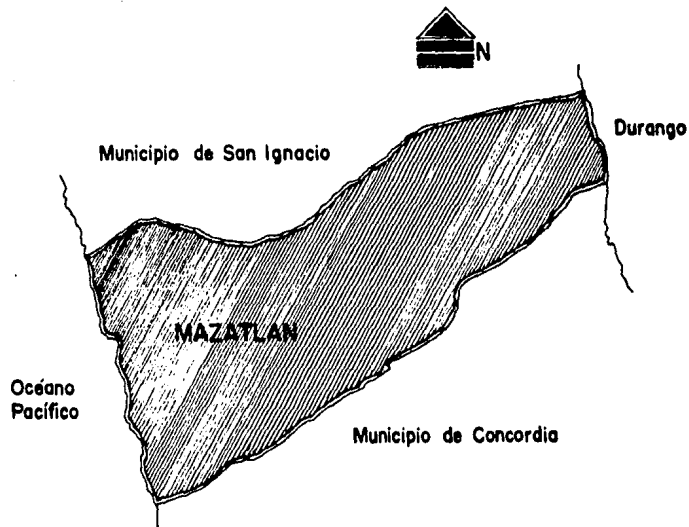 N
Durango
Municipio de San Ignacio
MAZATLAN
Océano
Pacífico
Municipio de Concordia